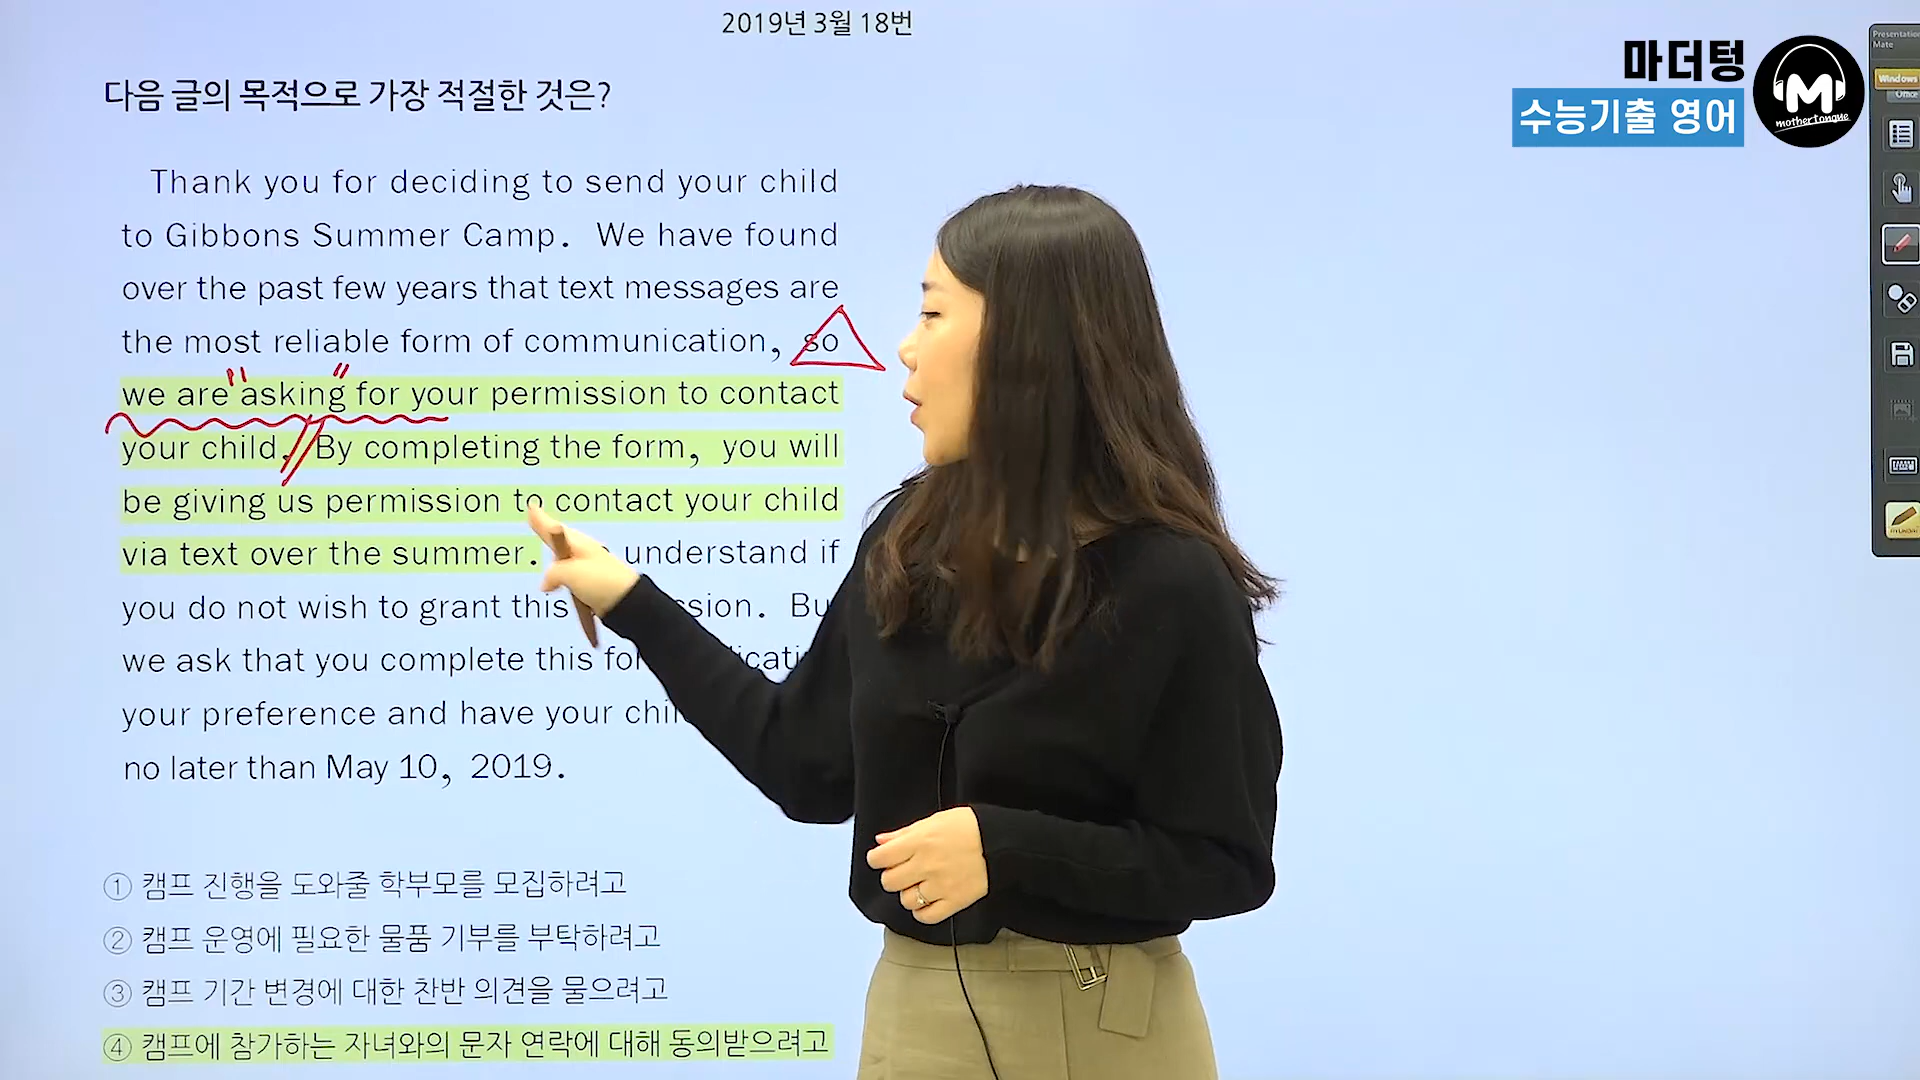 2019년 3월 18번
마더텅
수능기출 영어
M
mothertongue
Presentation
Mate
Windows
Office
다음 글의 목적으로 가장 적절한 것은?
Thank you for deciding to send your child
to Gibbons Summer Camp. We have found
over the past few years that text messages are
the most reliable form of communication, so
we are "asking" for your permission to contact
your child. By completing the form, you will
be giving us permission to contact your child
via text over the summer. understand if
you do not wish to grant this
we ask that you complete this
your preference and have your
no later than May 10, 2019.
① 캠프 진행을 도와줄 학부모를 모집하려고
② 캠프 운영에 필요한 물품 기부를 부탁하려고
③ 캠프 기간 변경에 대한 찬반 의견을 물으려고
④ 캠프에 참가하는 자녀와의 문자 연락에 대해 동의받으려고